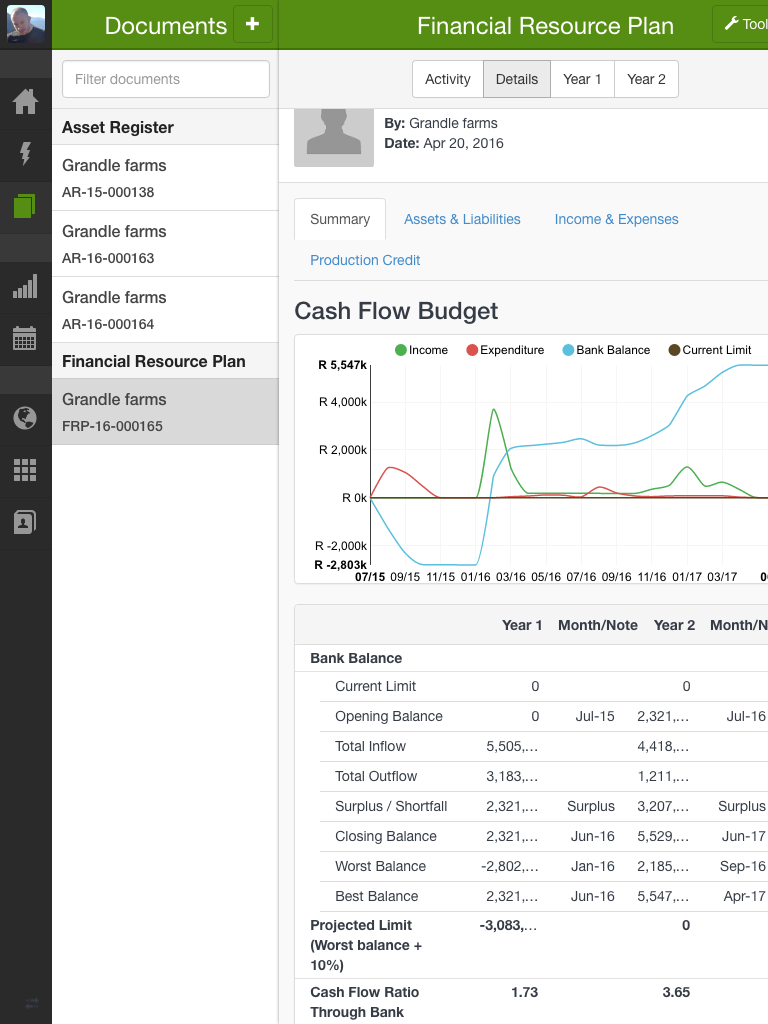 Documents +
Financial Resource Plan
Tool
Filter documents
Activity Details Year 1 Year 2
Asset Register
Grandle farms
AR-15-000138
Grandle farms
AR-16-000163
Grandle farms
AR-16-000164
Financial Resource Plan
Grandle farms
FRP-16-000165
By: Grandle farms
Date: Apr 20, 2016
Summary Assets & Liabilities Income & Expenses
Production Credit
Cash Flow Budget
Income Expenditure Bank Balance Current Limit
R 5,547k
R 4,000k
R 2,000k
R 0k
R -2,000k
R -2,803k
07/15 09/15 11/15 01/16 03/16 05/16 07/16 09/16 11/16 01/17 03/17 0
Year 1 Month/Note Year 2 Month/N
Bank Balance
Current Limit 0 0
Opening Balance 0 Jul-15 2,321,... Jul-16
Total Inflow 5,505,... 4,418,...
Total Outflow 3,183,... 1,211,...
Surplus / Shortfall 2,321,... Surplus 3,207,... Surplus
Closing Balance 2,321,... Jun-16 5,529,... Jun-17
Worst Balance -2,802,... Jan-16 2,185,... Sep-16
Best Balance 2,321,... Jun-16 5,547,... Apr-17
Projected Limit -3,083,... 0
(Worst balance +
10%)
Cash Flow Ratio 1.73 3.65
Through Bank